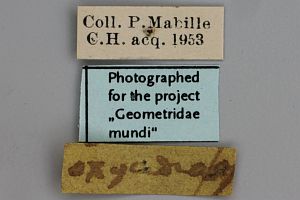 Coll. P. Mabille
C.H. acq. 1953
Photographed
for the project
„Geometridae
mundi“